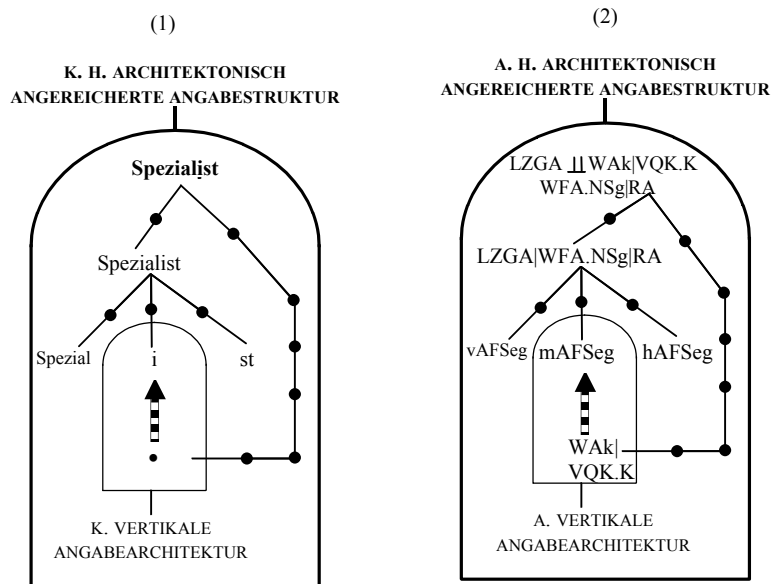 (1)
K. H. ARCHITEKTONISCH
ANGEREICHERTE ANGABESTRUKTUR
Spezialịst
Spezialist
Spezial
i
st
K. VERTIKALE
ANGABEARCHITEKTUR
(2)
A. H. ARCHITEKTONISCH
ANGEREICHERTE ANGABESTRUKTUR
LZGA ⫫ WAk|VQK.K
WFA.NSg|RA
LZGA|WFA.NSg|RA
vAFSeg
mAFSeg
hAFSeg
WAk|
VQK.K
A. VERTIKALE
ANGABEARCHITEKTUR